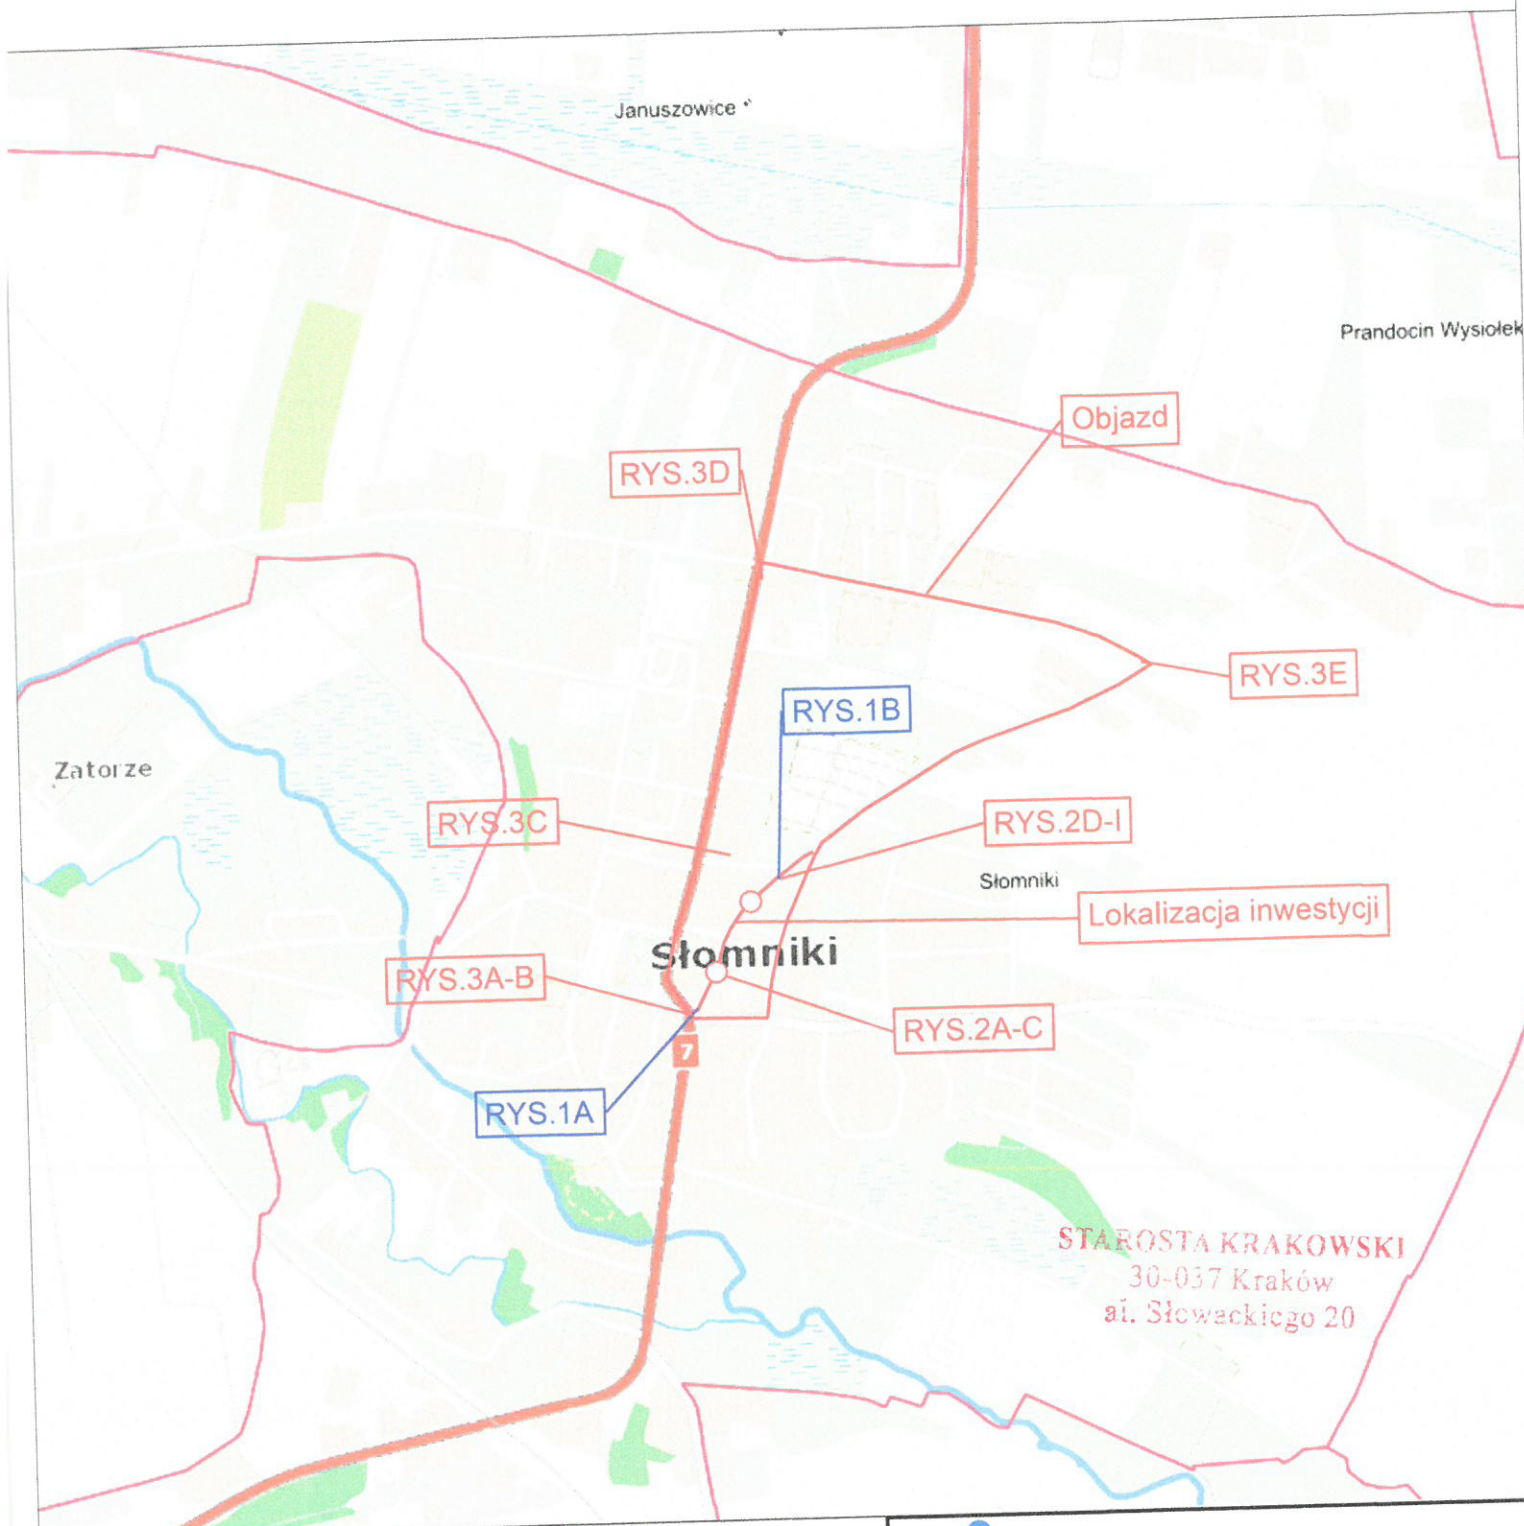 Januszowice
Prandocin Wysiołek
Objazd
RYS.3D
RYS.3E
RYS.1B
Zatorze
RYS.3C
RYS.2D-I
Słomniki
Lokalizacja inwestycji
Słomniki
RYS.3A-B
RYS.2A-C
7
RYS.1A
STAROSTA KRAKOWSKI
30-037 Kraków
al. Słowackiego 20